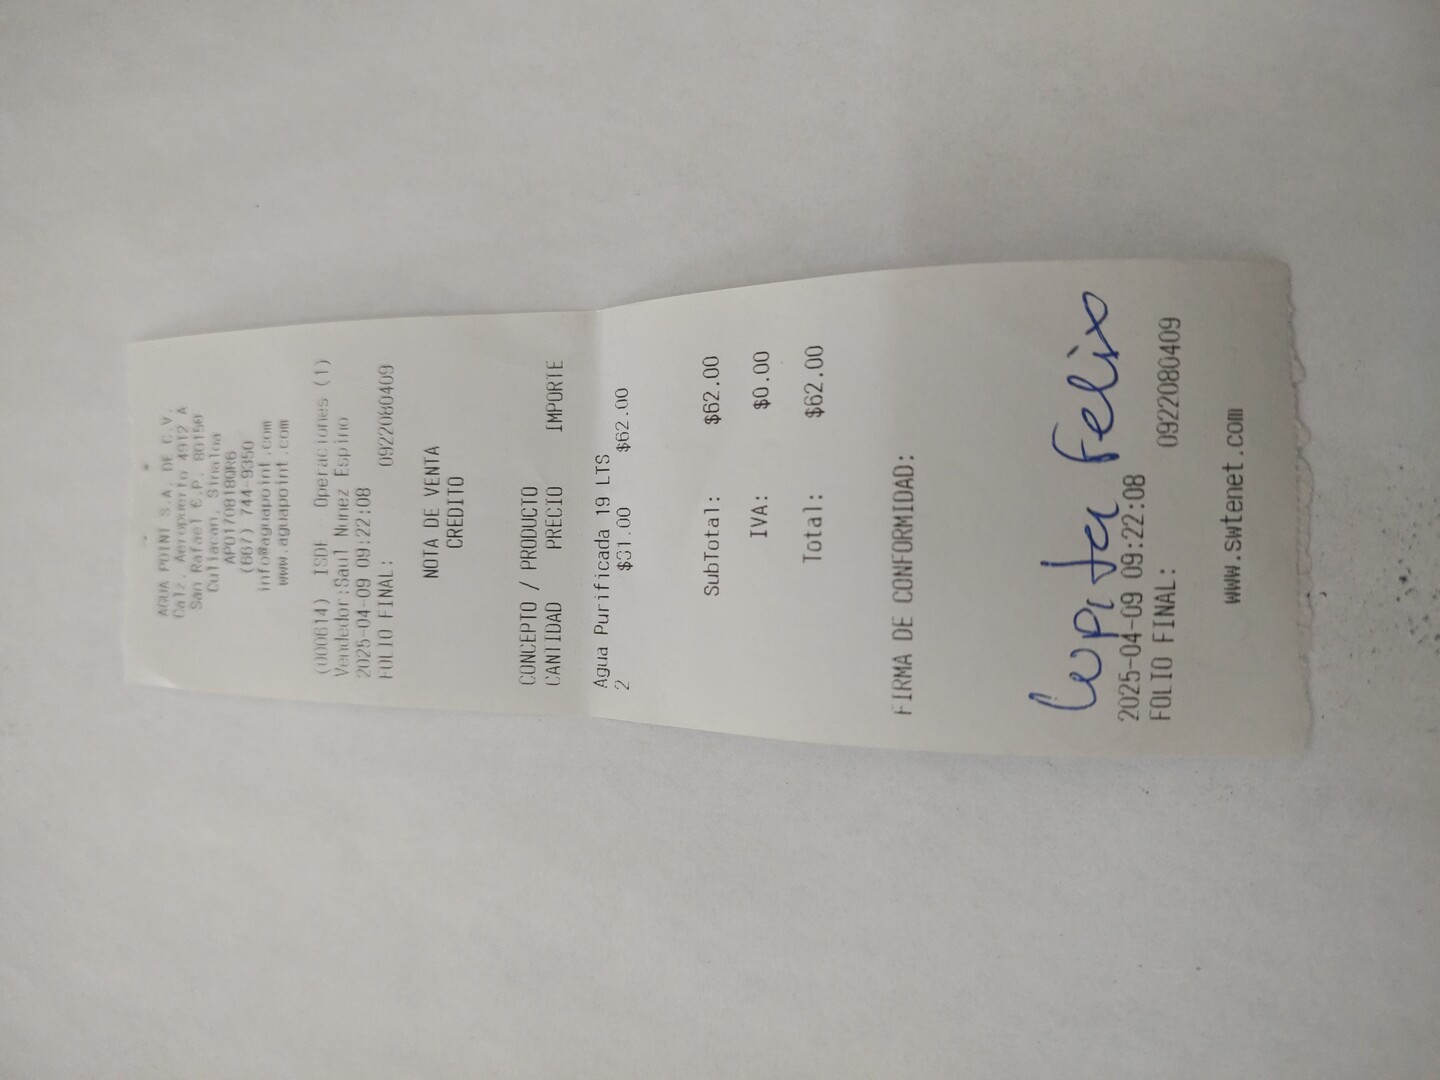 AGUA POINT S.A. DE C.V.
Calz. Aeropuerto 4912 A
San Rafael C.P. 80150
Culiacan, Sinaloa
APO170818QR6
(667) 744-9350
info@aguapoint.com
www.aguapoint.com
(000614) ISDE - Operaciones (1)
Vendedor:Saul Nunez Espino
2025-04-09 09:22:08
FOLIO FINAL: 0922080409
NOTA DE VENTA
CREDITO
CONCEPTO / PRODUCTO
CANTIDAD PRECIO IMPORTE
Agua Purificada 19 LTS
2 $31.00 $62.00
SubTotal: $62.00
IVA: $0.00
Total: $62.00
FIRMA DE CONFORMIDAD:
Lupita Felix
2025-04-09 09:22:08
FOLIO FINAL: 0922080409
www.swtenet.com